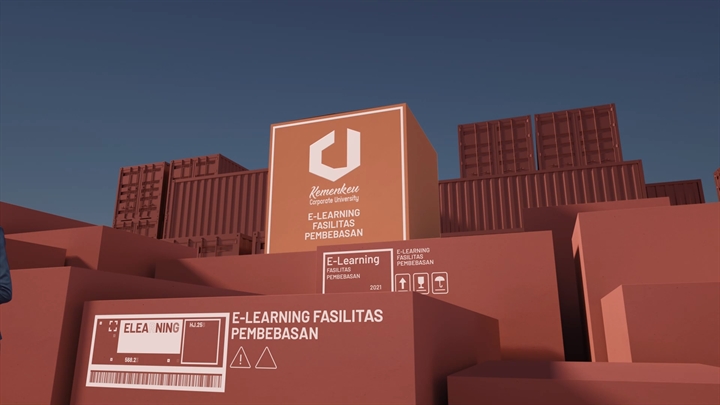 Kemenkeu
Corporate University
E-LEARNING
FASILITAS
PEMBEBASAN
E-Learning
FASILITAS
PEMBEBASAN
2021
E-LEARNING
FASILITAS
PEMBEBASAN
ELEA NING
E-LEARNING FASILITAS
PEMBEBASAN